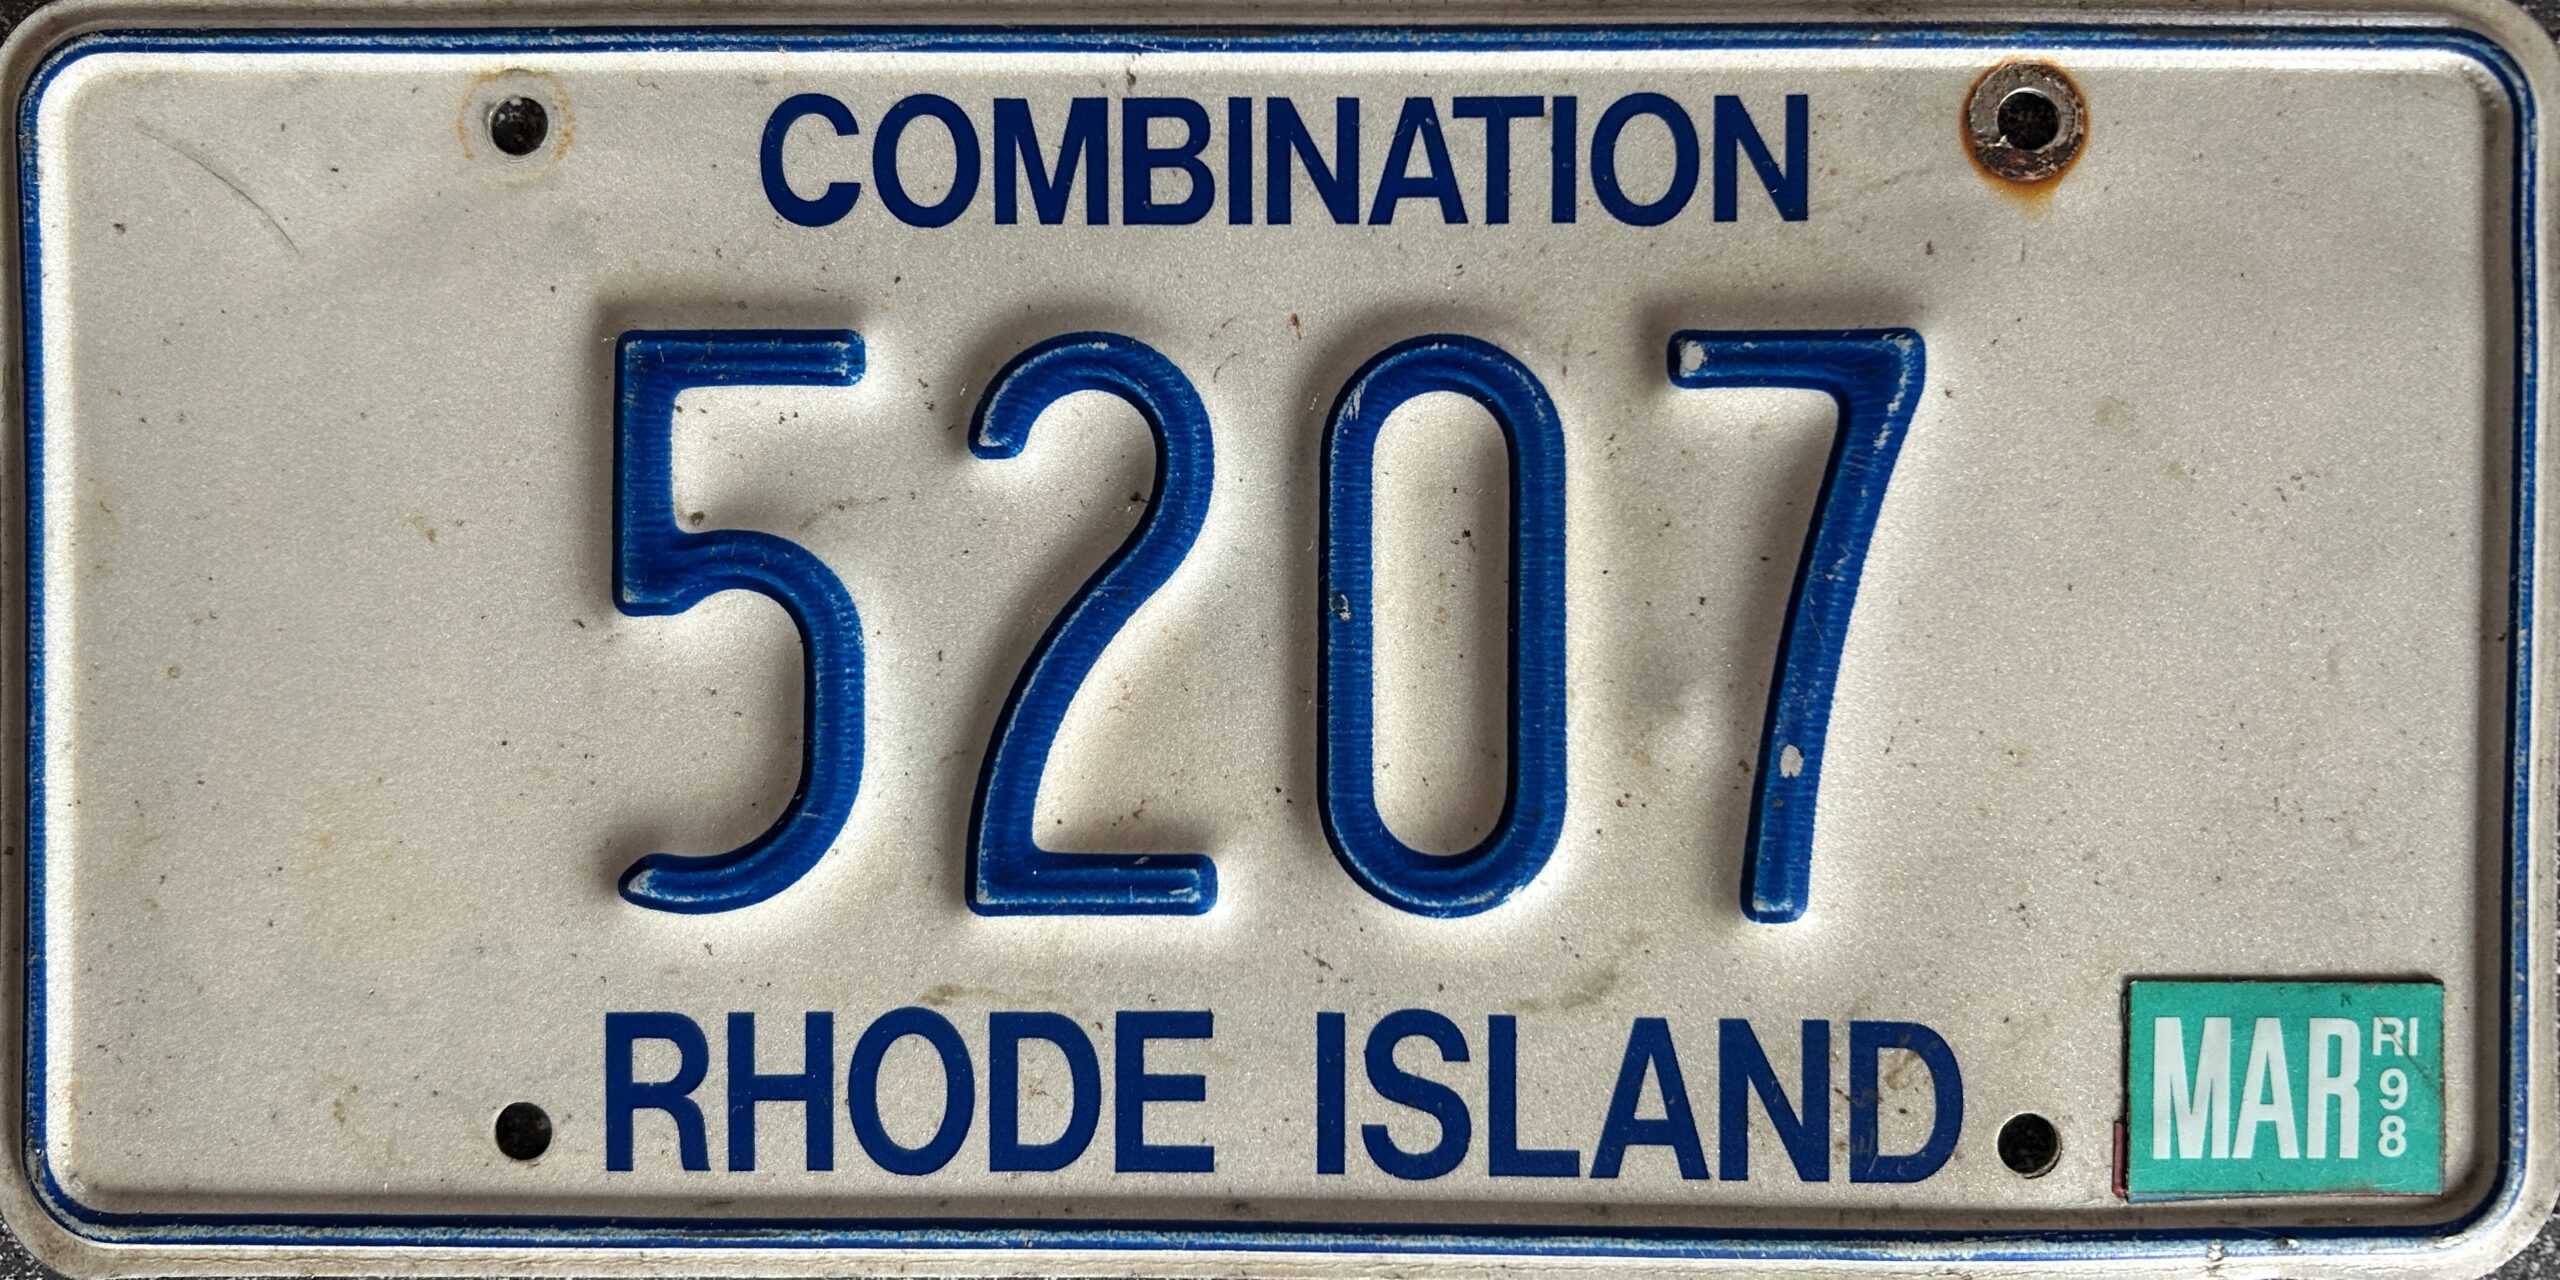 COMBINATION
5207
RHODE ISLAND
MAR
RI
98